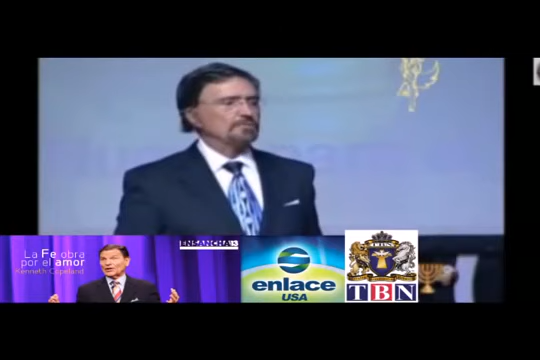 La Fe obra
por el amor
Kenneth Copeland
ENSANCHA
enlace
USA
TBN